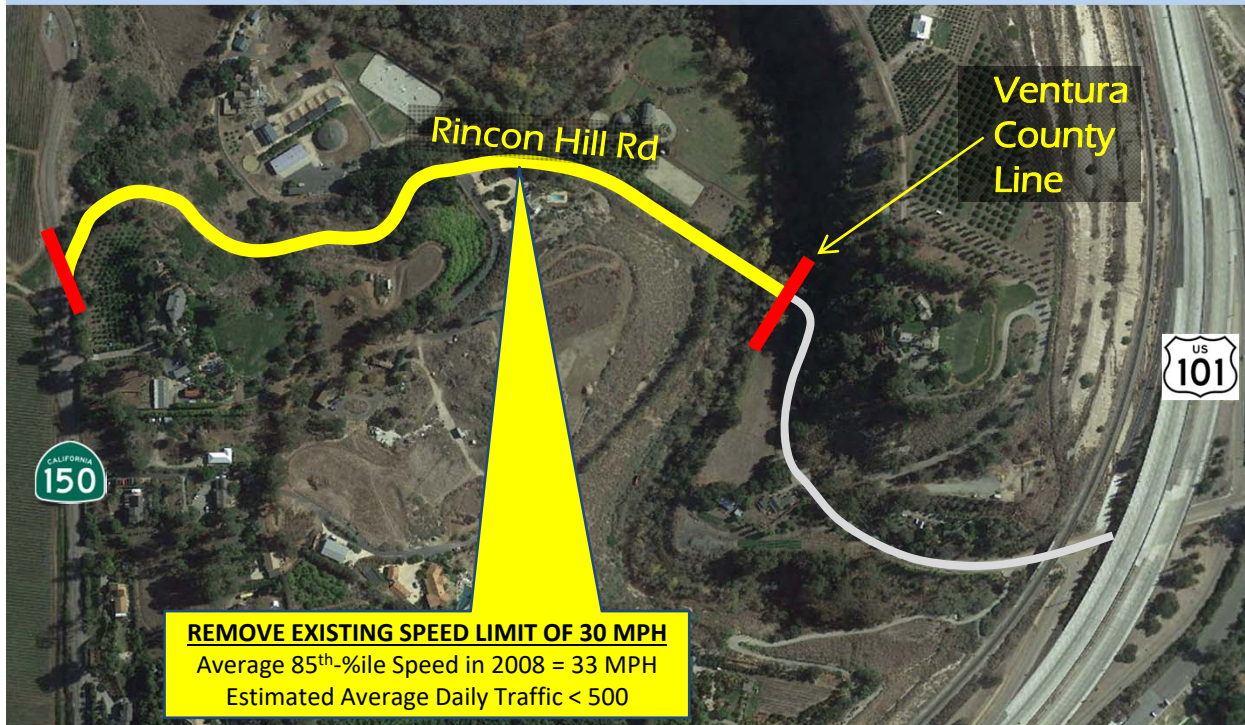 Rincon Hill Rd
Ventura
County
Line
US
101
CALIFORNIA
150
REMOVE EXISTING SPEED LIMIT OF 30 MPH
Average 85th-%ile Speed in 2008 = 33 MPH
Estimated Average Daily Traffic < 500